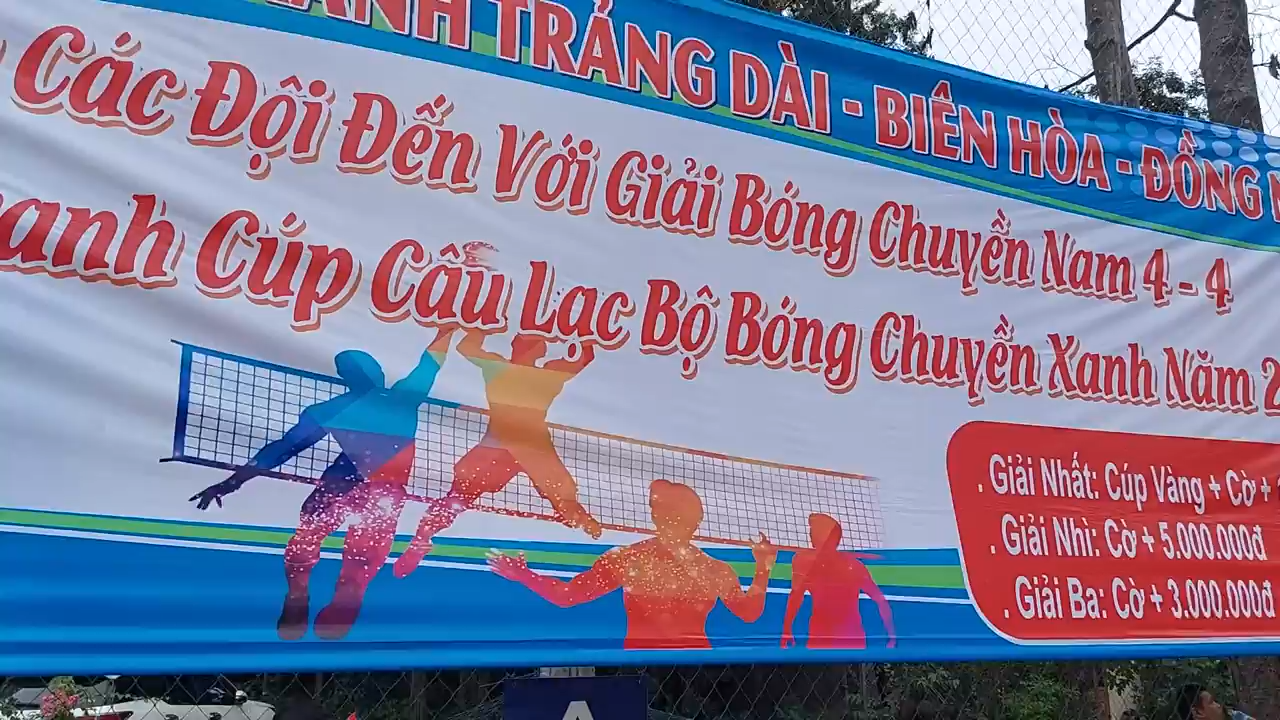 TRẢNG DÀI - BIÊN HÒA - ĐỒNG
Các Đội Đến Với Giải Bóng Chuyền Nam 4 - 4
anh Cúp Câu Lạc Bộ Bóng Chuyền Xanh Năm 2
. Giải Nhất: Cúp Vàng + Cờ +
. Giải Nhì: Cờ + 5.000.000đ
. Giải Ba: Cờ + 3.000.000đ
A